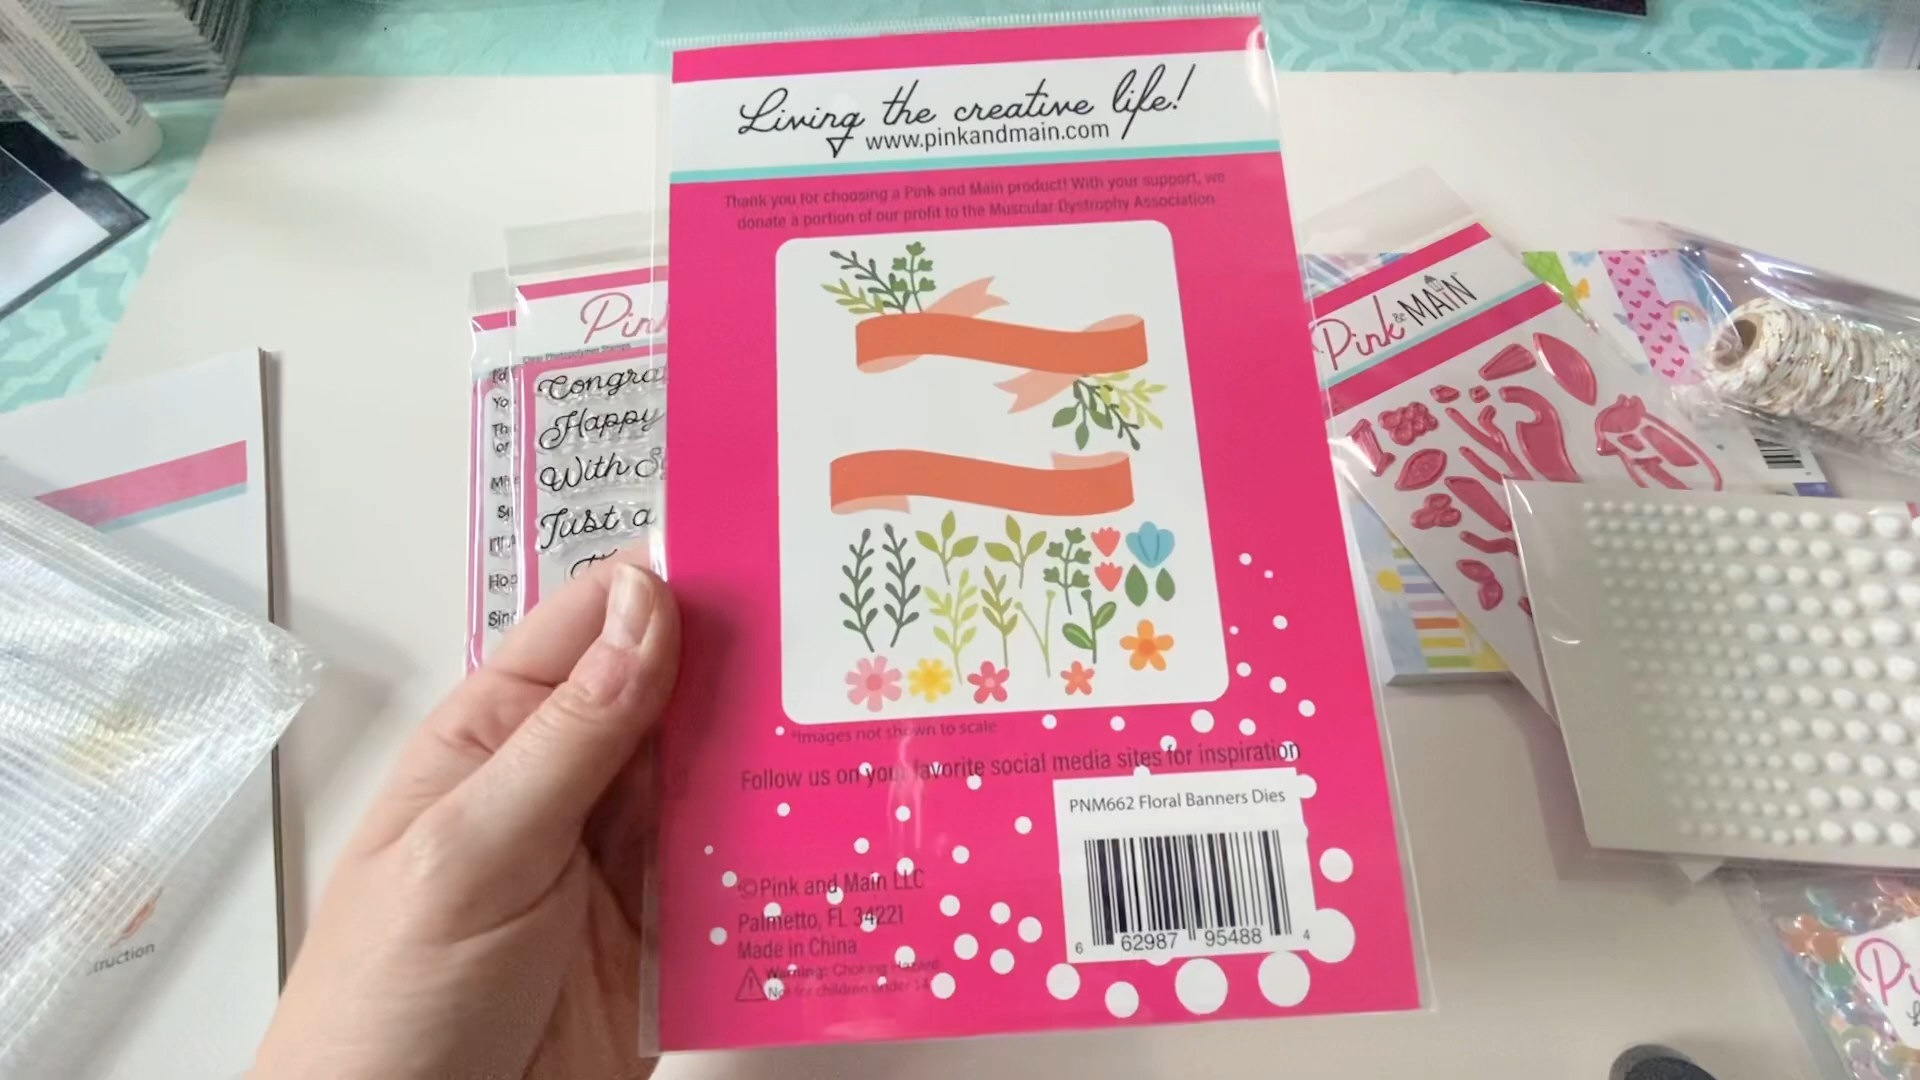 Living the creative life!
www.pinkandmain.com
Thank you for choosing a Pink and Main product! With your support, we
donate a portion of our profit to the Muscular Dystrophy Association
*Images not shown to scale
Follow us on your favorite social media sites for inspiration
PNM662 Floral Banners Dies
6 62987 95488 4
©Pink and Main LLC
Palmetto, FL 34221
Made in China
Warning: Choking Hazard
Not for children under 14
Clear Photopolymer Stamps
Happy
With
Just a
Pink & MAIN